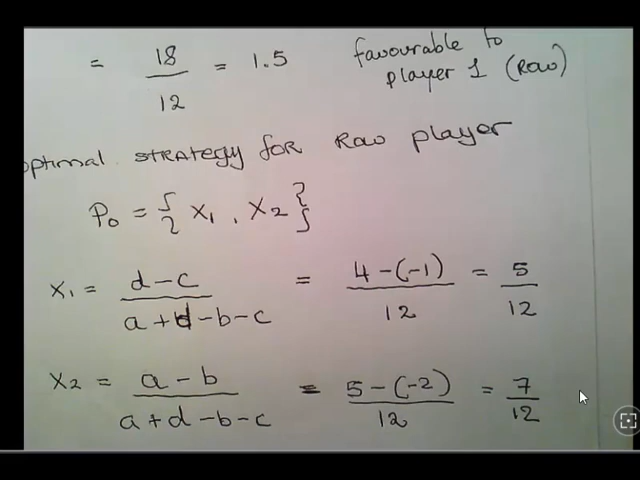 = 18/12 = 1.5 favourable to
player 1 (Row)
optimal strategy for Row player
P₀ = { X₁ , X₂ }
X₁ = (d - c)/(a + d - b - c) = (4 - (-1))/12 = 5/12
X₂ = (a - b)/(a + d - b - c) = (5 - (-2))/12 = 7/12